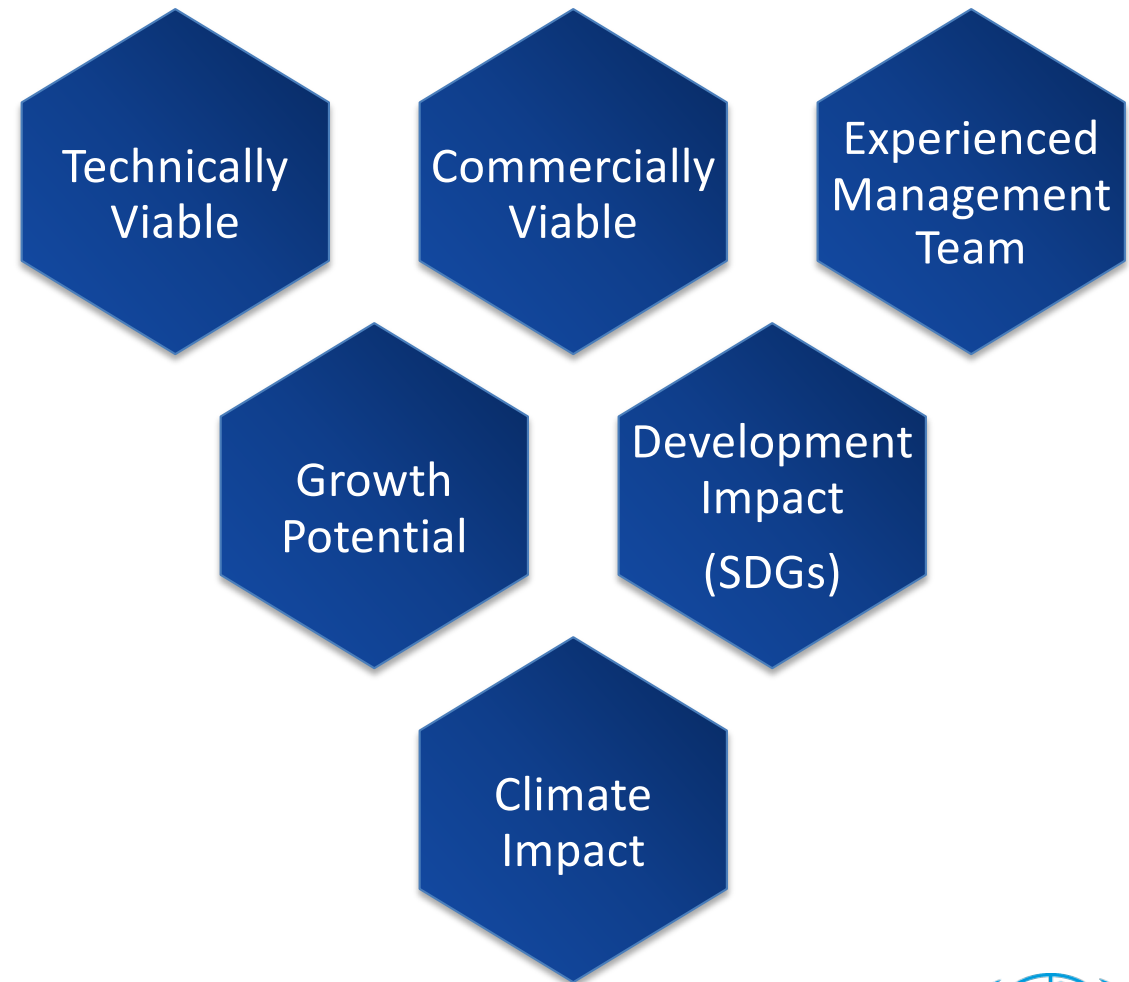 Technically
Viable
Commercially
Viable
Experienced
Management
Team
Growth
Potential
Development
Impact
(SDGs)
Climate
Impact